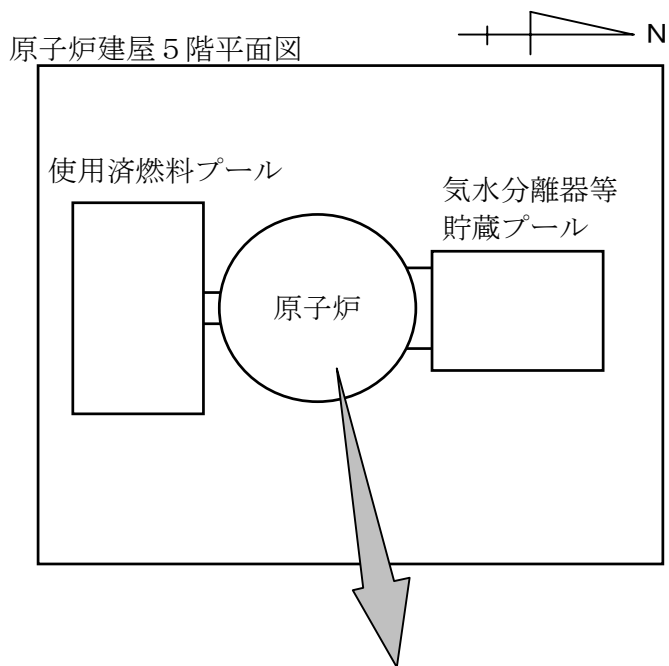 原子炉建屋５階平面図
N
使用済燃料プール
気水分離器等
貯蔵プール
原子炉